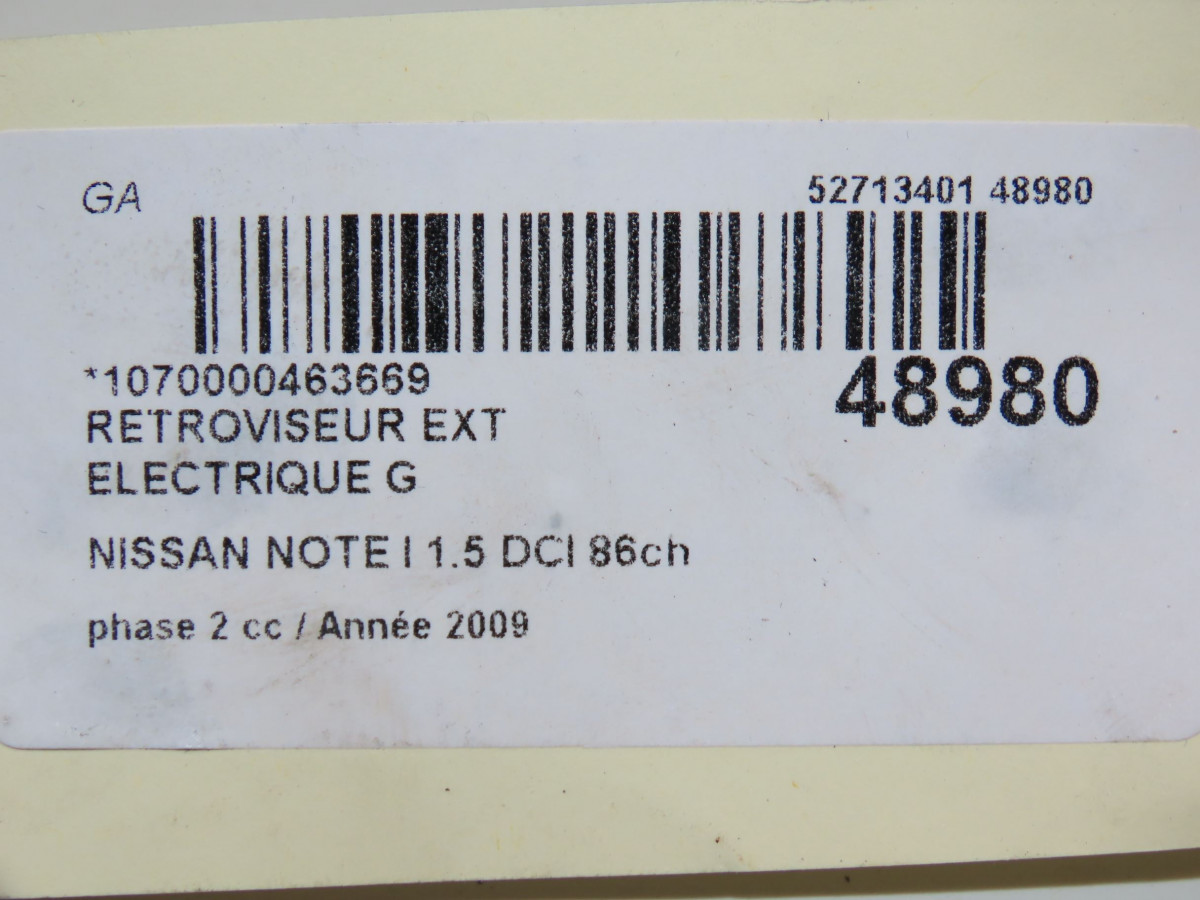 GA
52713401 48980
*1070000463669
48980
RETROVISEUR EXT
ELECTRIQUE G
NISSAN NOTE I 1.5 DCI 86ch
phase 2 cc / Année 2009